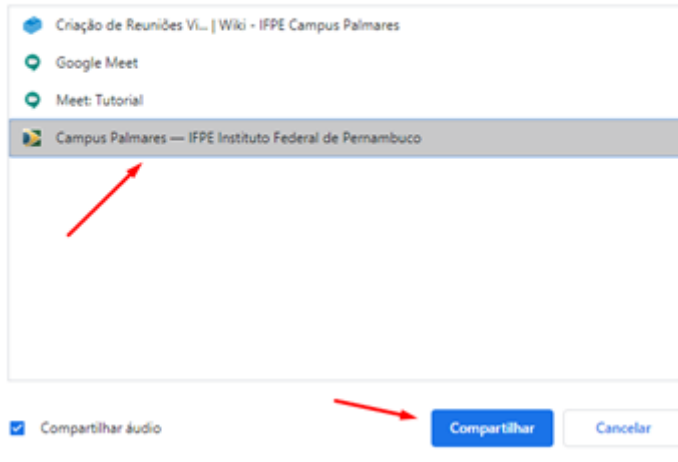 Criação de Reuniões Vi... | Wiki - IFPE Campus Palmares
Google Meet
Meet: Tutorial
Campus Palmares — IFPE Instituto Federal de Pernambuco
Compartilhar áudio
Compartilhar
Cancelar